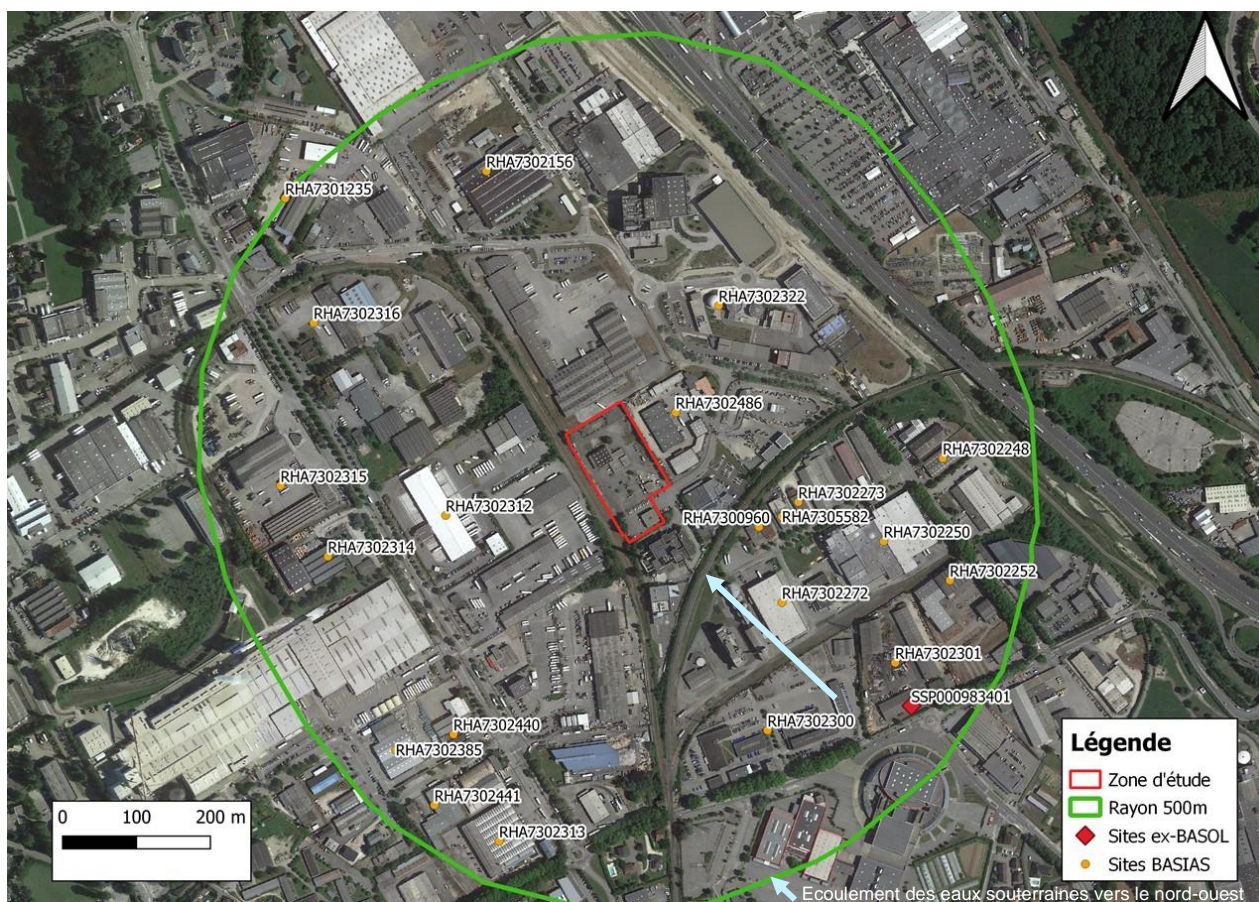 RHA7302156
RHA7301235
RHA7302322
RHA7302316
RHA7302486
RHA7302248
RHA7302315
RHA7302273
RHA7302312
RHA7300960
RHA7305582
RHA7302250
RHA7302314
RHA7302252
RHA7302272
RHA7302301
SSP000983401
RHA7302300
RHA7302440
RHA7302385
RHA7302441
RHA7302313
Légende
Zone d'étude
Rayon 500m
Sites ex-BASOL
Sites BASIAS
0 100 200 m
Ecoulement des eaux souterraines vers le nord-ouest